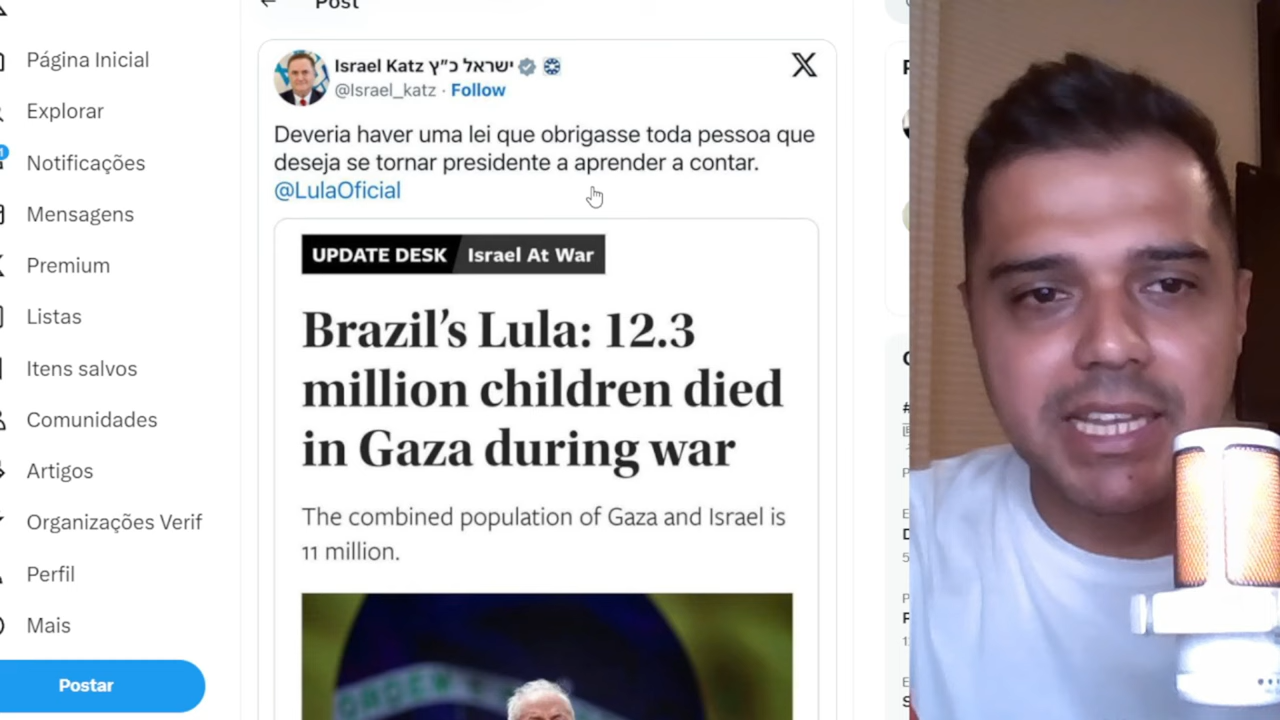 Post
Página Inicial
Explorar
Notificações
Mensagens
Premium
Listas
Itens salvos
Comunidades
Artigos
Organizações Verif
Perfil
Mais
Postar
Israel Katz ישראל כ”ץ
@Israel_katz · Follow
Deveria haver uma lei que obrigasse toda pessoa que
deseja se tornar presidente a aprender a contar.
@LulaOficial
UPDATE DESK Israel At War
Brazil’s Lula: 12.3
million children died
in Gaza during war
The combined population of Gaza and Israel is
11 million.